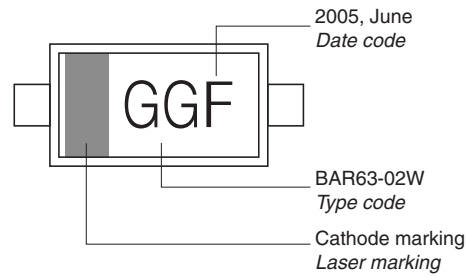 2005, June
Date code
GGF
BAR63-02W
Type code
Cathode marking
Laser marking